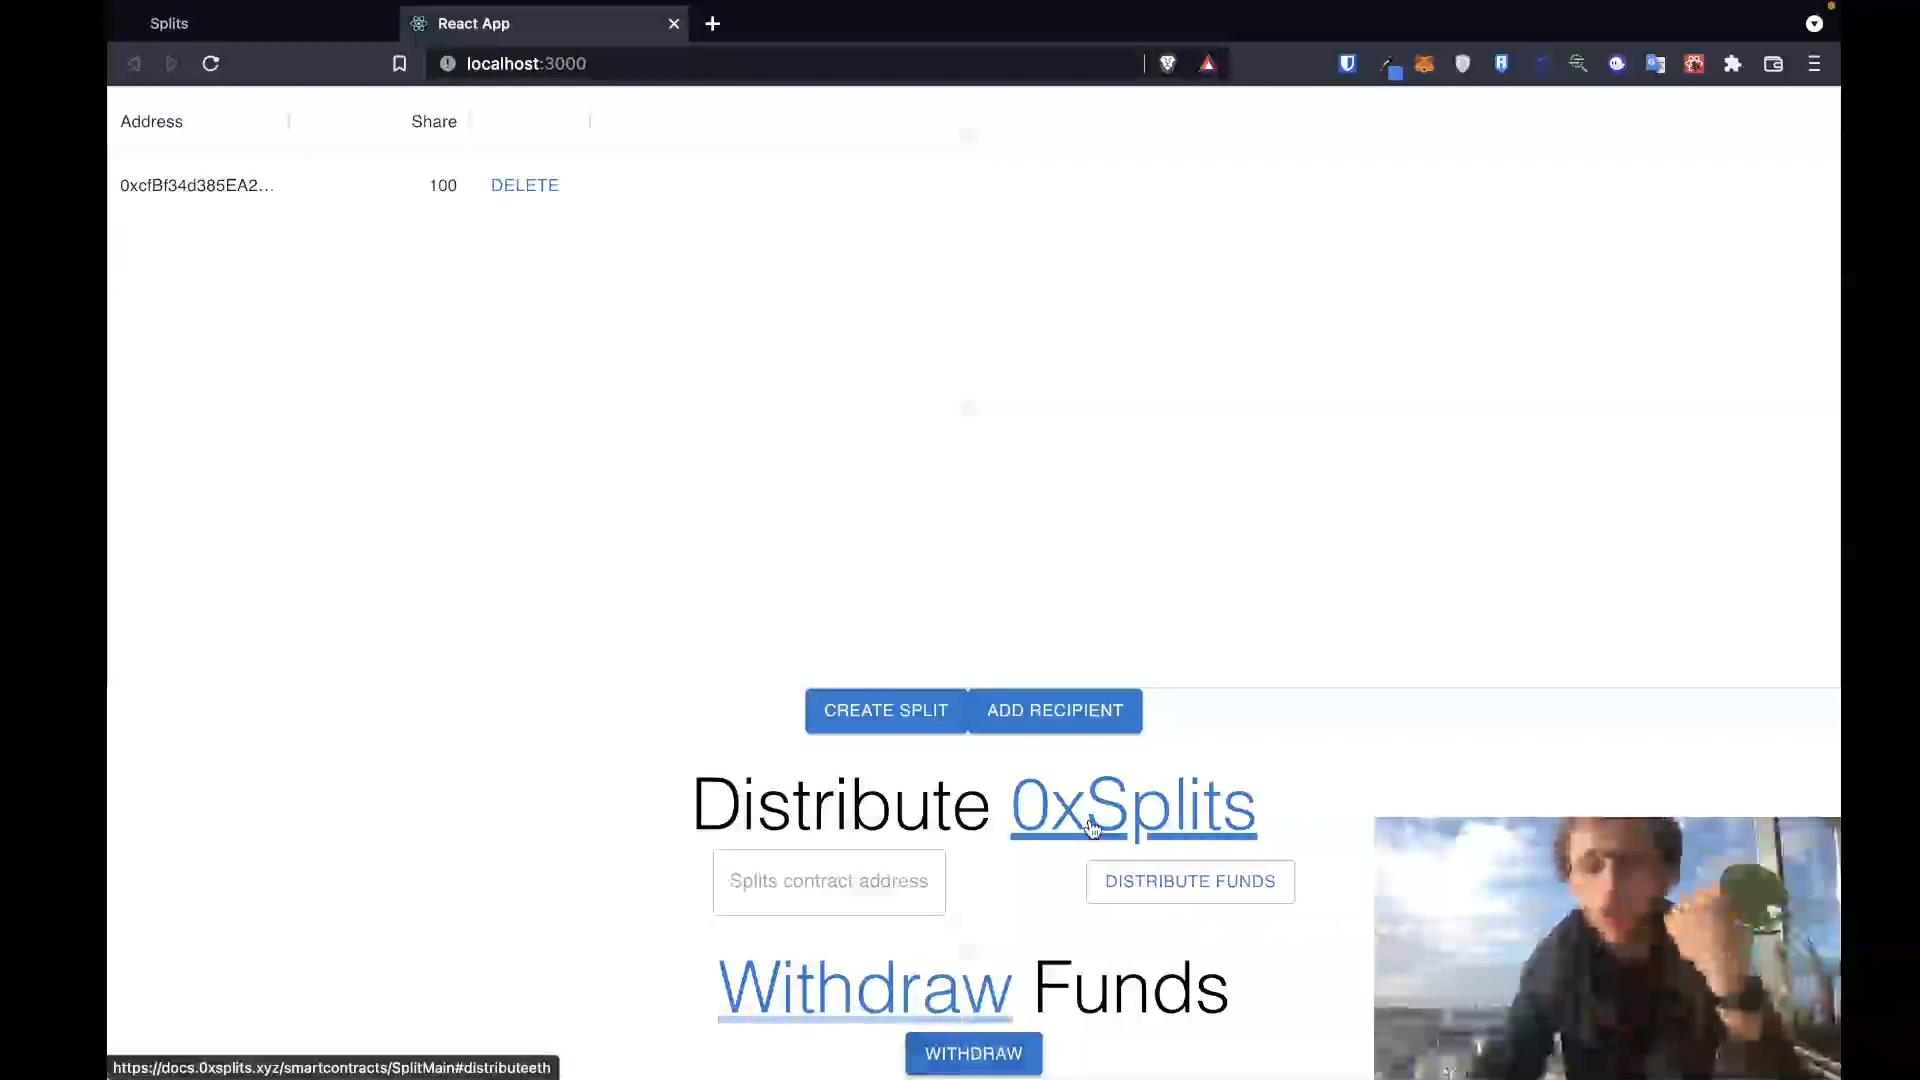 Splits
React App
localhost:3000
Address Share
0xcfBf34d385EA2... 100 DELETE
CREATE SPLIT ADD RECIPIENT
Distribute 0xSplits
Splits contract address DISTRIBUTE FUNDS
Withdraw Funds
WITHDRAW
https://docs.0xsplits.xyz/smartcontracts/SplitMain#distributeeth